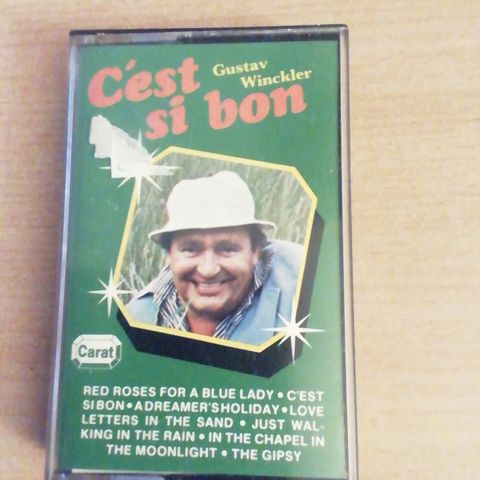 C'est
si bon
Gustav
Winckler
Carat
RED ROSES FOR A BLUE LADY • C'EST
SI BON • A DREAMER'S HOLIDAY • LOVE
LETTERS IN THE SAND • JUST WAL-
KING IN THE RAIN • IN THE CHAPEL IN
THE MOONLIGHT • THE GIPSY